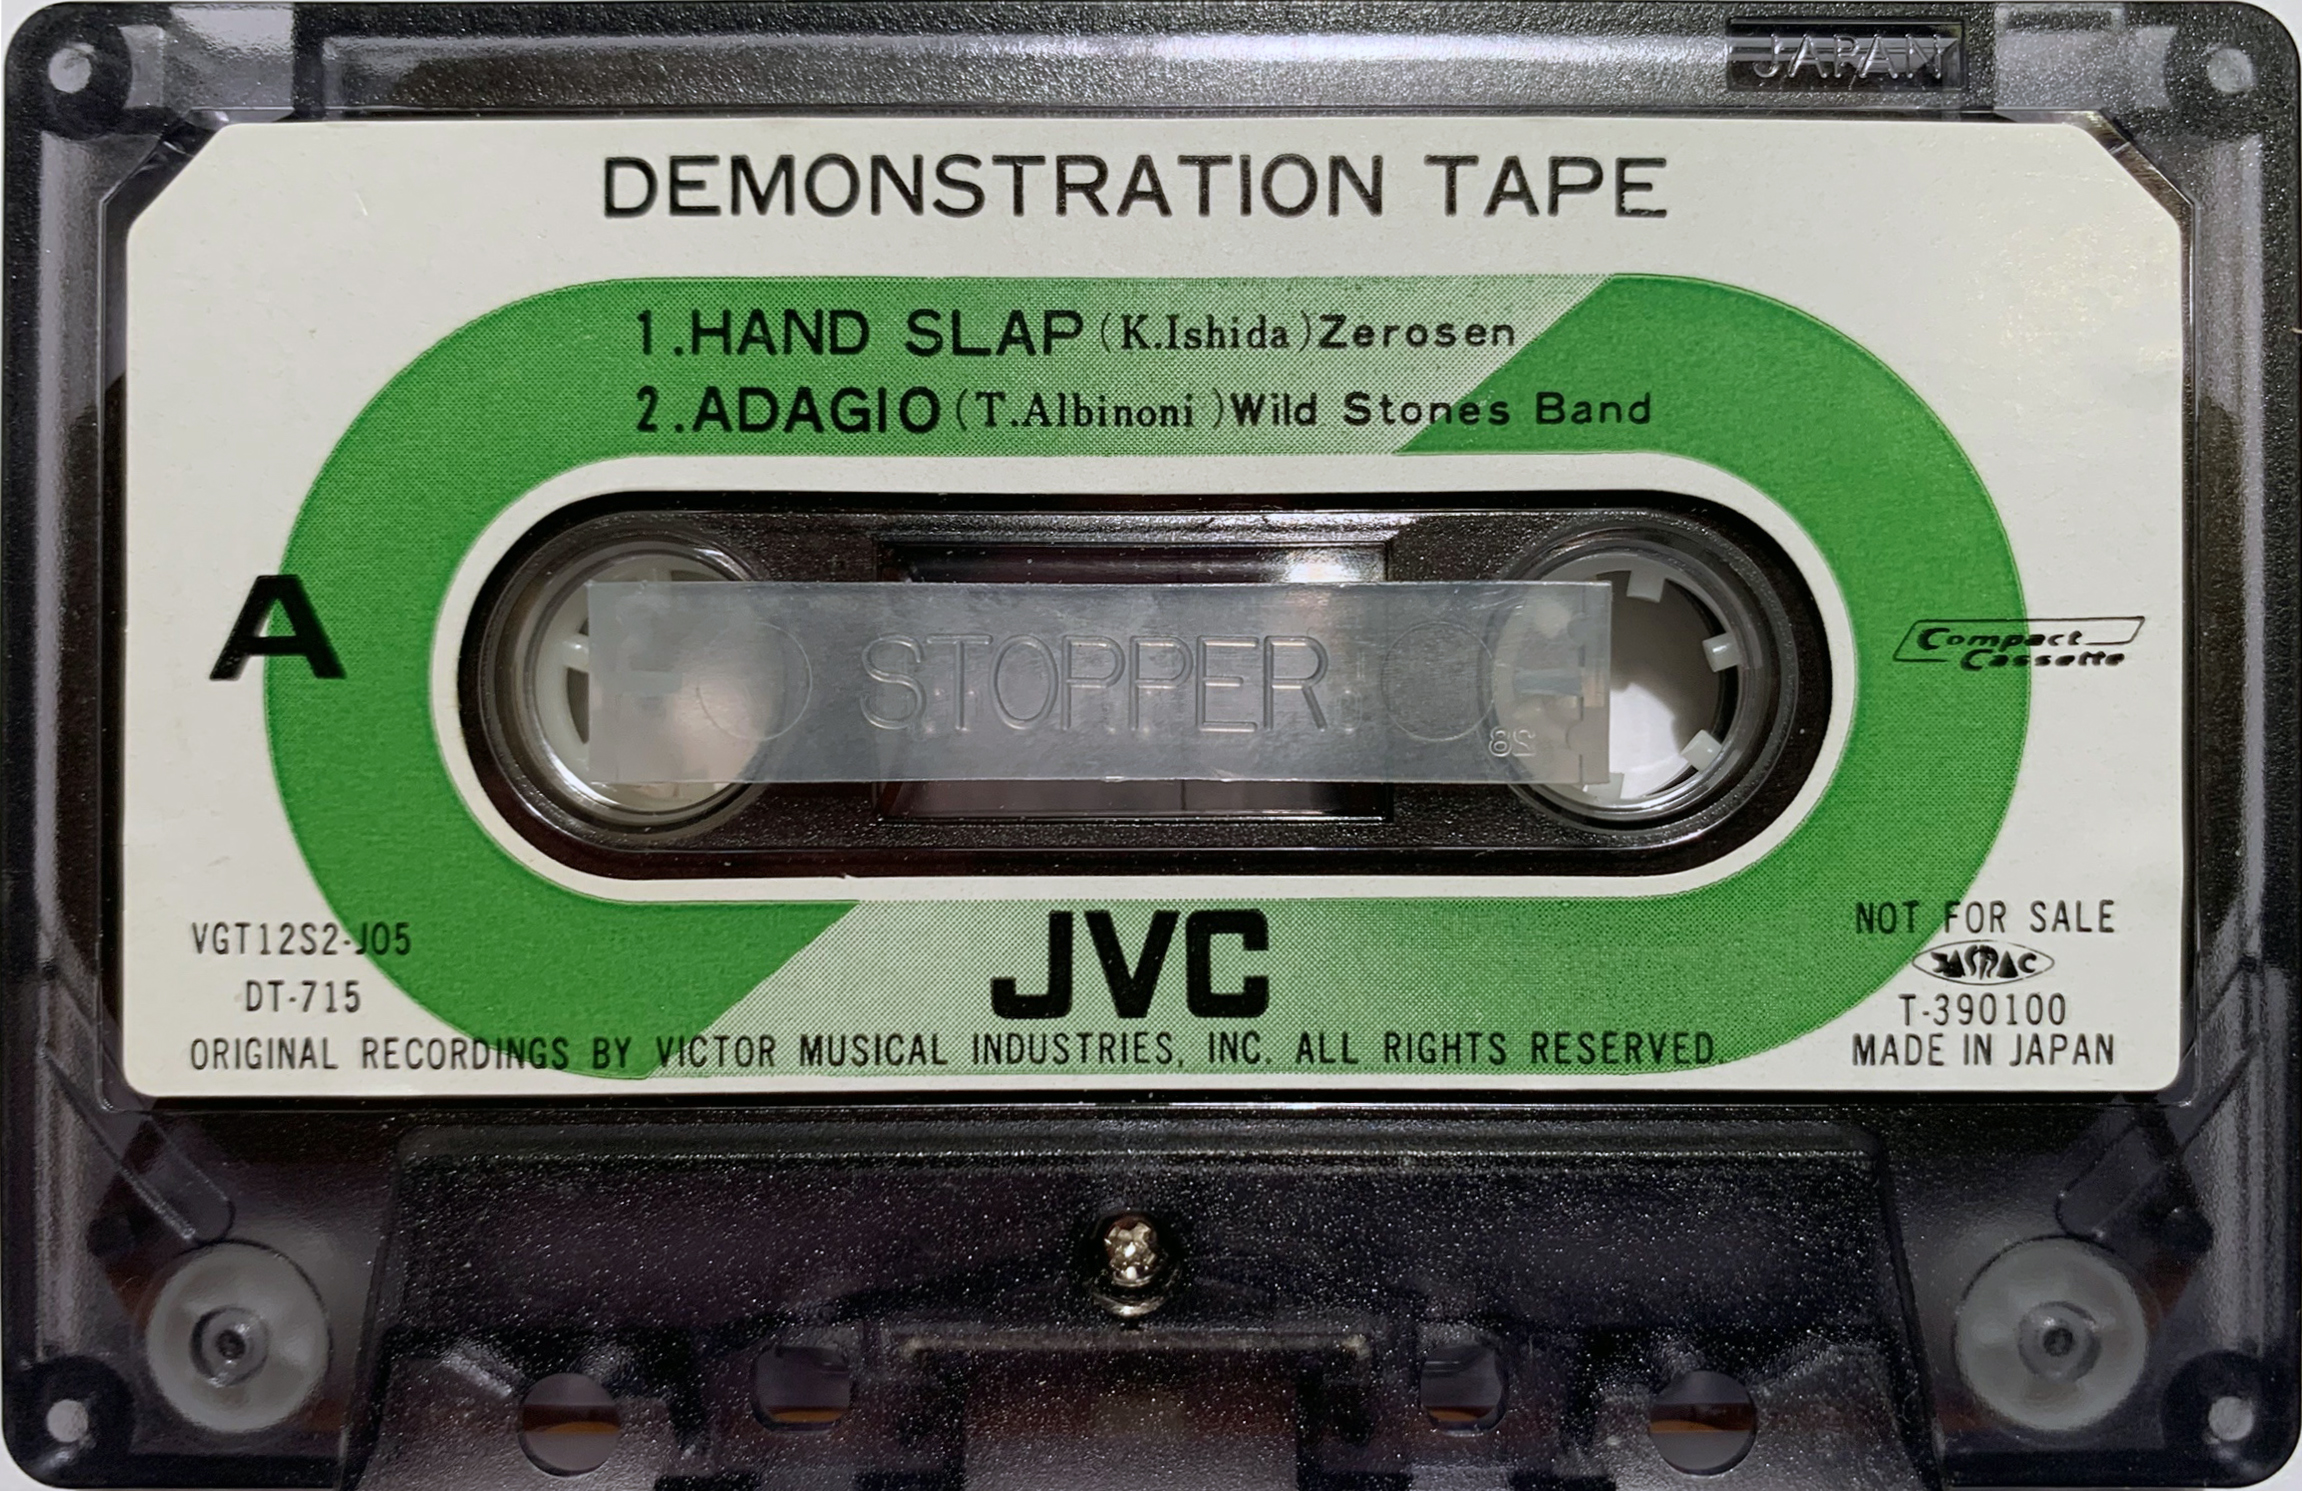 JAPAN
DEMONSTRATION TAPE
1.HAND SLAP(K.Ishida)Zerosen
2.ADAGIO(T.Albinoni )Wild Stones Band
A
STOPPER
82
Compact
Cassette
JVC
VGT12S2-J05
DT-715
ORIGINAL RECORDINGS BY VICTOR MUSICAL INDUSTRIES, INC. ALL RIGHTS RESERVED.
NOT FOR SALE
JASRAC
T-390100
MADE IN JAPAN